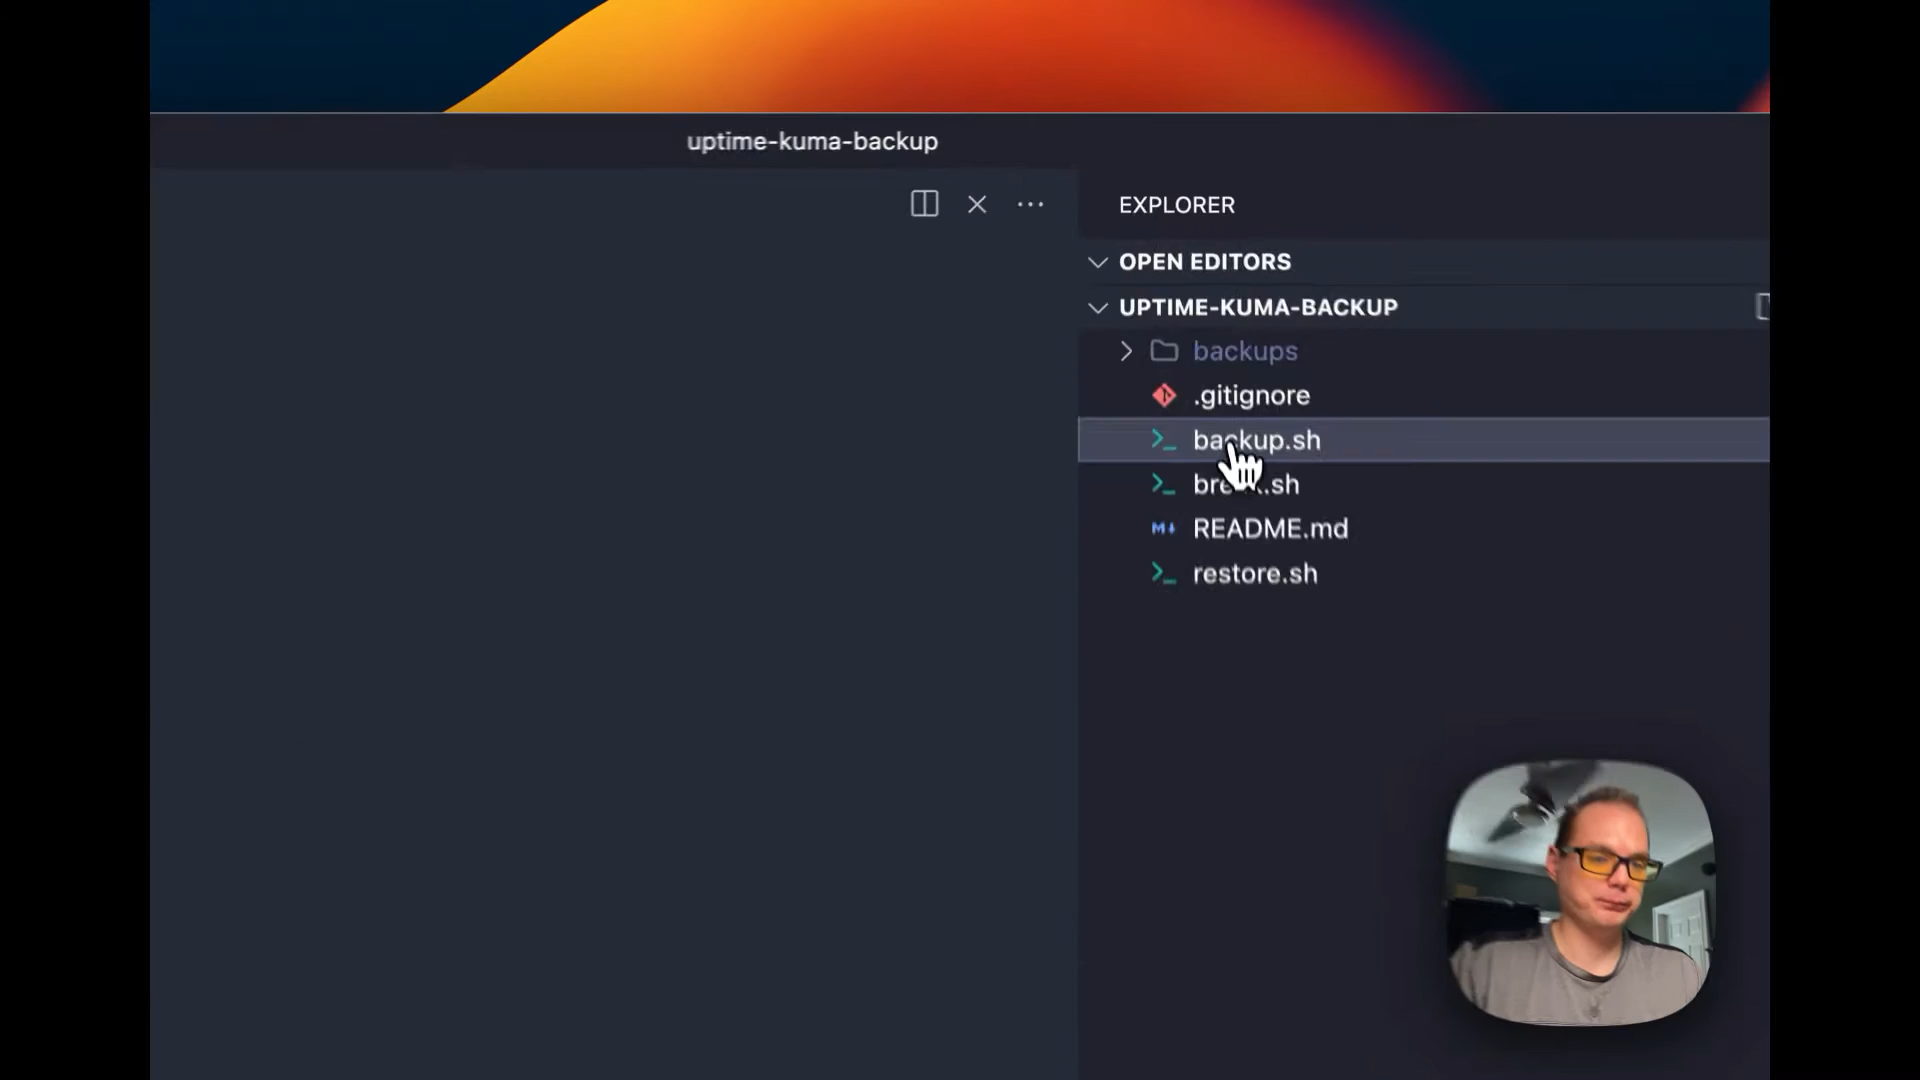 uptime-kuma-backup
EXPLORER
OPEN EDITORS
UPTIME-KUMA-BACKUP
backups
.gitignore
backup.sh
README.md
restore.sh